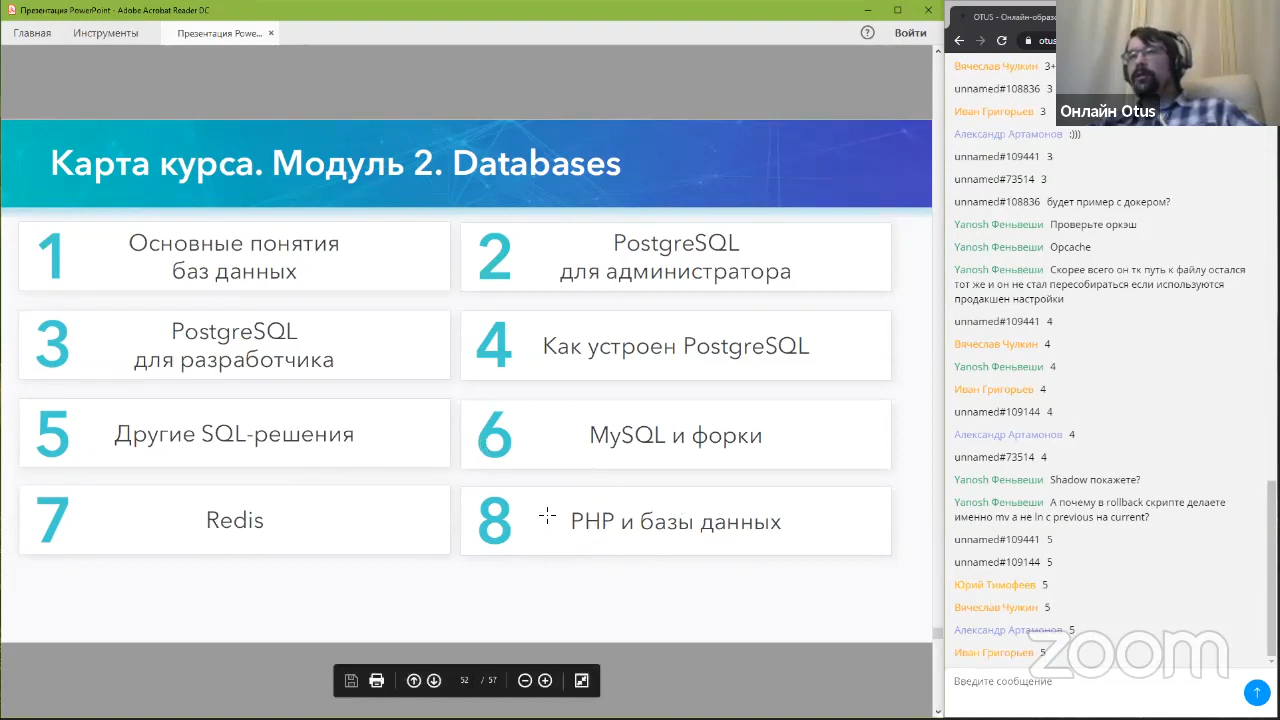 Презентация PowerPoint - Adobe Acrobat Reader DC
Главная
Инструменты
Презентация Powe...
Войти
Карта курса. Модуль 2. Databases
1
Основные понятия
баз данных
2
PostgreSQL
для администратора
3
PostgreSQL
для разработчика
4
Как устроен PostgreSQL
5
Другие SQL-решения
6
MySQL и форки
7
Redis
8
PHP и базы данных
52 / 57
OTUS - Онлайн-образо
otus
Онлайн Otus
Вячеслав Чулкин 3+
unnamed#108836 3
Иван Григорьев 3
Александр Артамонов :)))
unnamed#109441 3
unnamed#73514 3
unnamed#108836 будет пример с докером?
Yanosh Феньвеши Проверьте оркэш
Yanosh Феньвеши Opcache
Yanosh Феньвеши Скорее всего он тк путь к файлу остался
тот же и он не стал пересобираться если используются
продакшен настройки
unnamed#109441 4
Вячеслав Чулкин 4
Yanosh Феньвеши 4
Иван Григорьев 4
unnamed#109144 4
Александр Артамонов 4
unnamed#73514 4
Yanosh Феньвеши Shadow покажете?
Yanosh Феньвеши А почему в rollback скрипте делаете
именно mv а не ln с previous на current?
unnamed#109441 5
unnamed#109144 5
Юрий Тимофеев 5
Вячеслав Чулкин 5
Александр Артамонов 5
Иван Григорьев 5
zoom
Введите сообщение